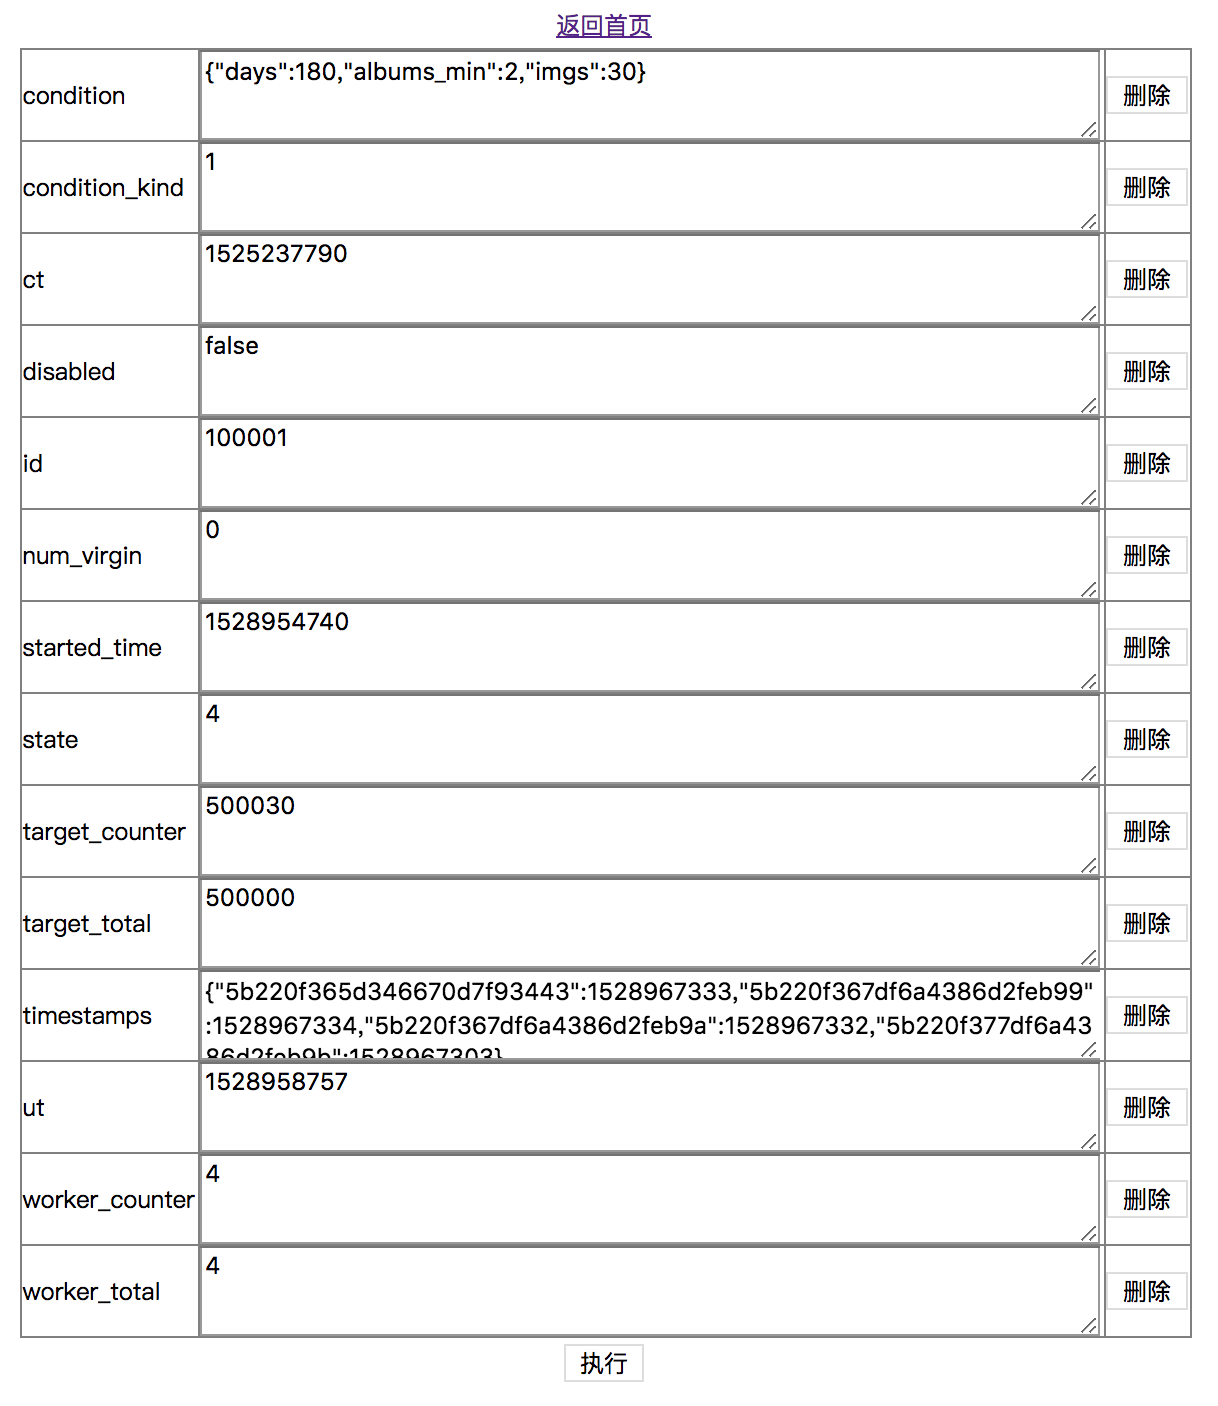 返回首页
condition
{"days":180,"albums_min":2,"imgs":30}
删除
condition_kind
1
删除
ct
1525237790
删除
disabled
false
删除
id
100001
删除
num_virgin
0
删除
started_time
1528954740
删除
state
4
删除
target_counter
500030
删除
target_total
500000
删除
timestamps
{"5b220f365d346670d7f93443":1528967333,"5b220f367df6a4386d2feb99"
:1528967334,"5b220f367df6a4386d2feb9a":1528967332,"5b220f377df6a43
86d2feb9b":1528967303}
删除
ut
1528958757
删除
worker_counter
4
删除
worker_total
4
删除
执行